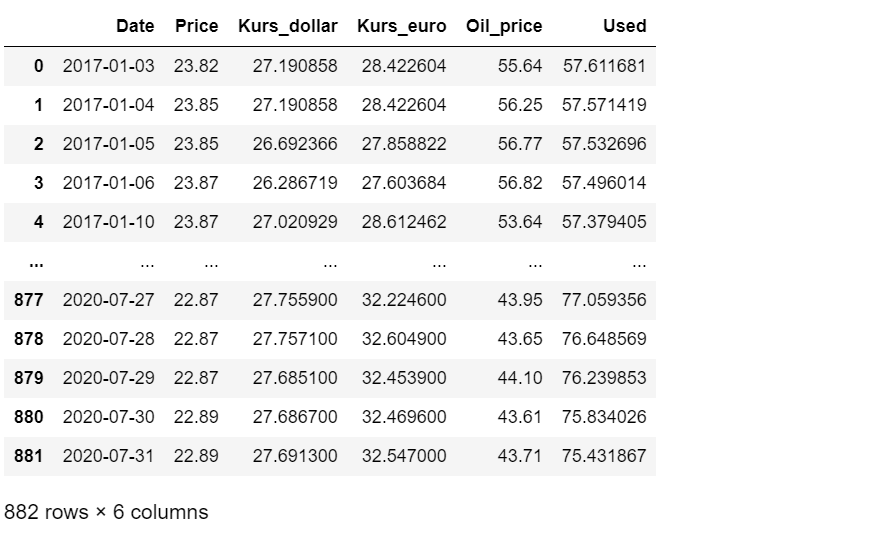 Date Price Kurs_dollar Kurs_euro Oil_price Used
0 2017-01-03 23.82 27.190858 28.422604 55.64 57.611681
1 2017-01-04 23.85 27.190858 28.422604 56.25 57.571419
2 2017-01-05 23.85 26.692366 27.858822 56.77 57.532696
3 2017-01-06 23.87 26.286719 27.603684 56.82 57.496014
4 2017-01-10 23.87 27.020929 28.612462 53.64 57.379405
... ... ... ... ... ... ...
877 2020-07-27 22.87 27.755900 32.224600 43.95 77.059356
878 2020-07-28 22.87 27.757100 32.604900 43.65 76.648569
879 2020-07-29 22.87 27.685100 32.453900 44.10 76.239853
880 2020-07-30 22.89 27.686700 32.469600 43.61 75.834026
881 2020-07-31 22.89 27.691300 32.547000 43.71 75.431867
882 rows × 6 columns